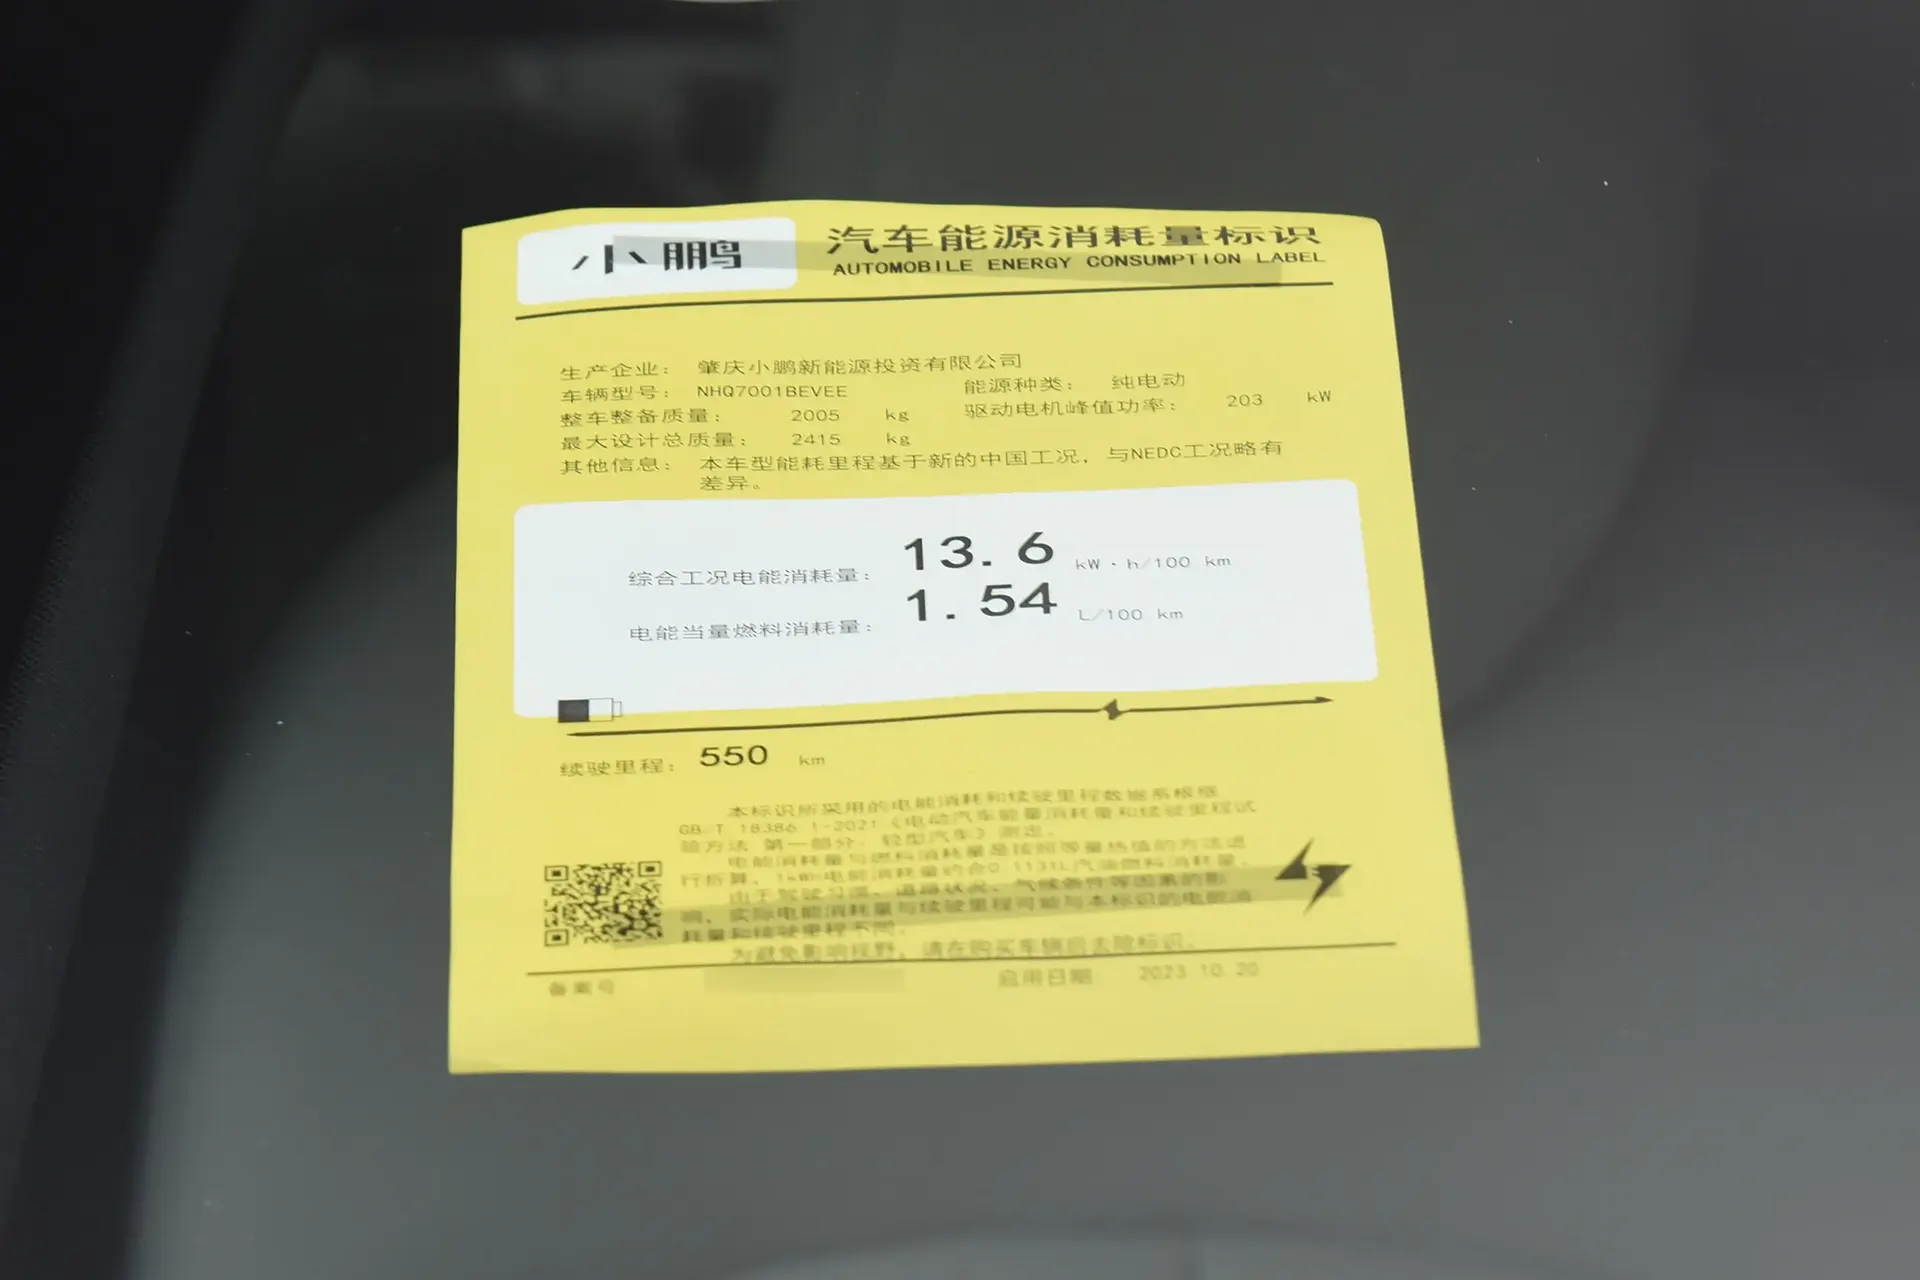 小鹏
汽车能源消耗量标识
AUTOMOBILE ENERGY CONSUMPTION LABEL
生产企业： 肇庆小鹏新能源投资有限公司
车辆型号： NHQ7001BEVEE 能源种类： 纯电动
整车整备质量： 2005 kg 驱动电机峰值功率： 203 kW
最大设计总质量： 2415 kg
其他信息： 本车型能耗里程基于新的中国工况，与NEDC工况略有
差异。
综合工况电能消耗量： 13.6 kW·h/100 km
电能当量燃料消耗量： 1.54 L/100 km
续驶里程： 550 km
本标识所采用的电能消耗和续驶里程数据系根据
GB/T 18386.1-2021《电动汽车能量消耗量和续驶里程试
验方法 第一部分：轻型汽车》测定。
电能消耗量与燃料消耗量是按照等量热值的方法进
行折算，1kWh电能消耗量约合0.1131L汽油燃料消耗量。
由于驾驶习惯、道路状况、气候条件等因素的影
响，实际电能消耗量与续驶里程可能与本标识的电能消
耗量和续驶里程不同。
为避免影响视野，请在购买车辆后去除标识。
备案号 启用日期 2023.10.20